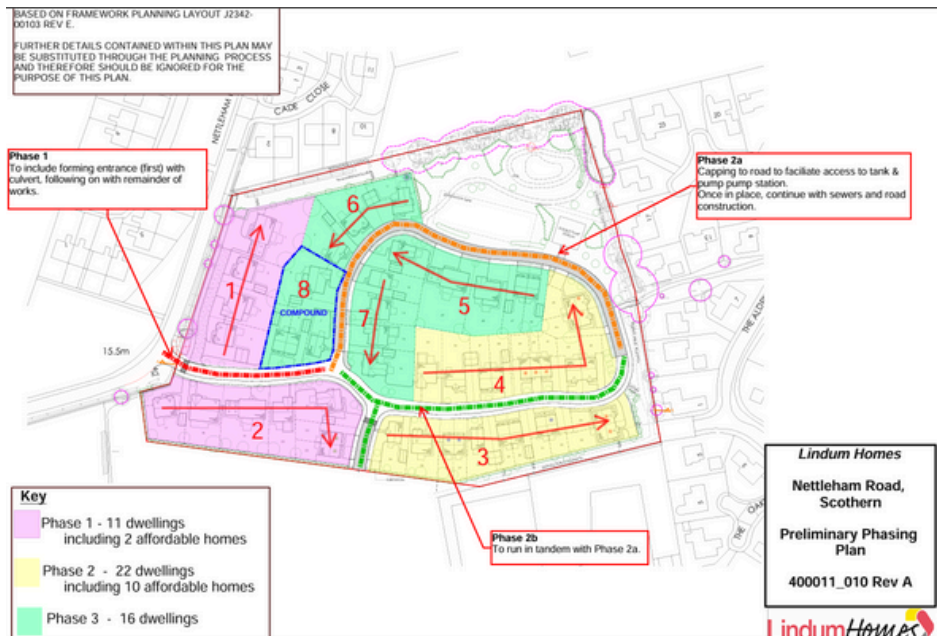 BASED ON FRAMEWORK PLANNING LAYOUT J2342-
00103 REV E.
FURTHER DETAILS CONTAINED WITHIN THIS PLAN MAY
BE SUBSTITUTED THROUGH THE PLANNING PROCESS
AND THEREFORE SHOULD BE IGNORED FOR THE
PURPOSE OF THIS PLAN.
NETTLEHAM
CADE CLOSE
Phase 1
To include forming entrance (first) with
culvert, following on with remainder of
works.
Phase 2a
Capping to road to faciliate access to tank &
pump pump station.
Once in place, continue with sewers and road
construction.
6
1
8
COMPOUND
7
5
4
15.5m
2
3
THE ALDE
THE OAK
Phase 2b
To run in tandem with Phase 2a.
Key
Phase 1 - 11 dwellings
including 2 affordable homes
Phase 2 - 22 dwellings
including 10 affordable homes
Phase 3 - 16 dwellings
Lindum Homes
Nettleham Road,
Scothern
Preliminary Phasing
Plan
400011_010 Rev A
Lindum Homes